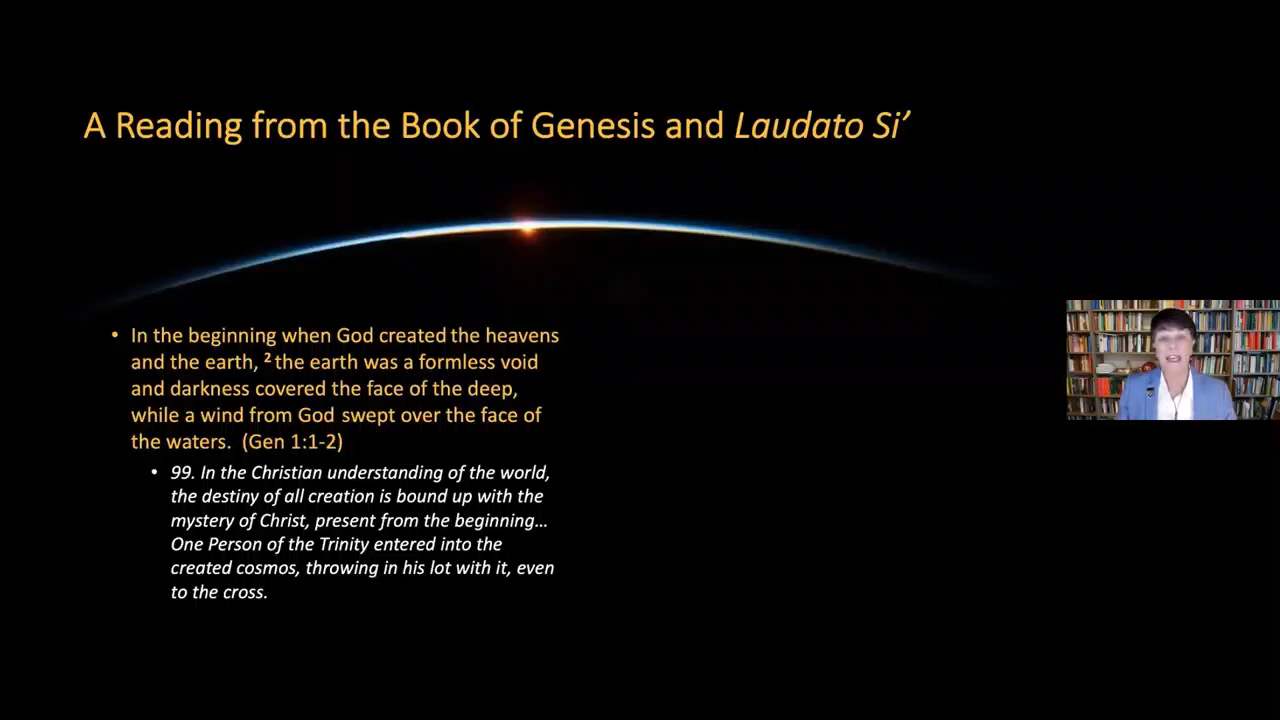 A Reading from the Book of Genesis and Laudato Si’
• In the beginning when God created the heavens
and the earth, ² the earth was a formless void
and darkness covered the face of the deep,
while a wind from God swept over the face of
the waters. (Gen 1:1-2)
• 99. In the Christian understanding of the world,
the destiny of all creation is bound up with the
mystery of Christ, present from the beginning…
One Person of the Trinity entered into the
created cosmos, throwing in his lot with it, even
to the cross.